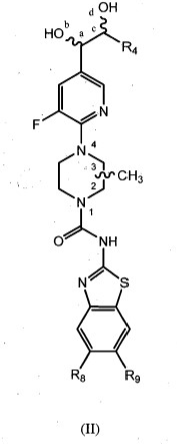 d OH
b HO a c R4
F N
N 4
3 CH3
2
N 1
O NH
N S
R8 R9
(II)